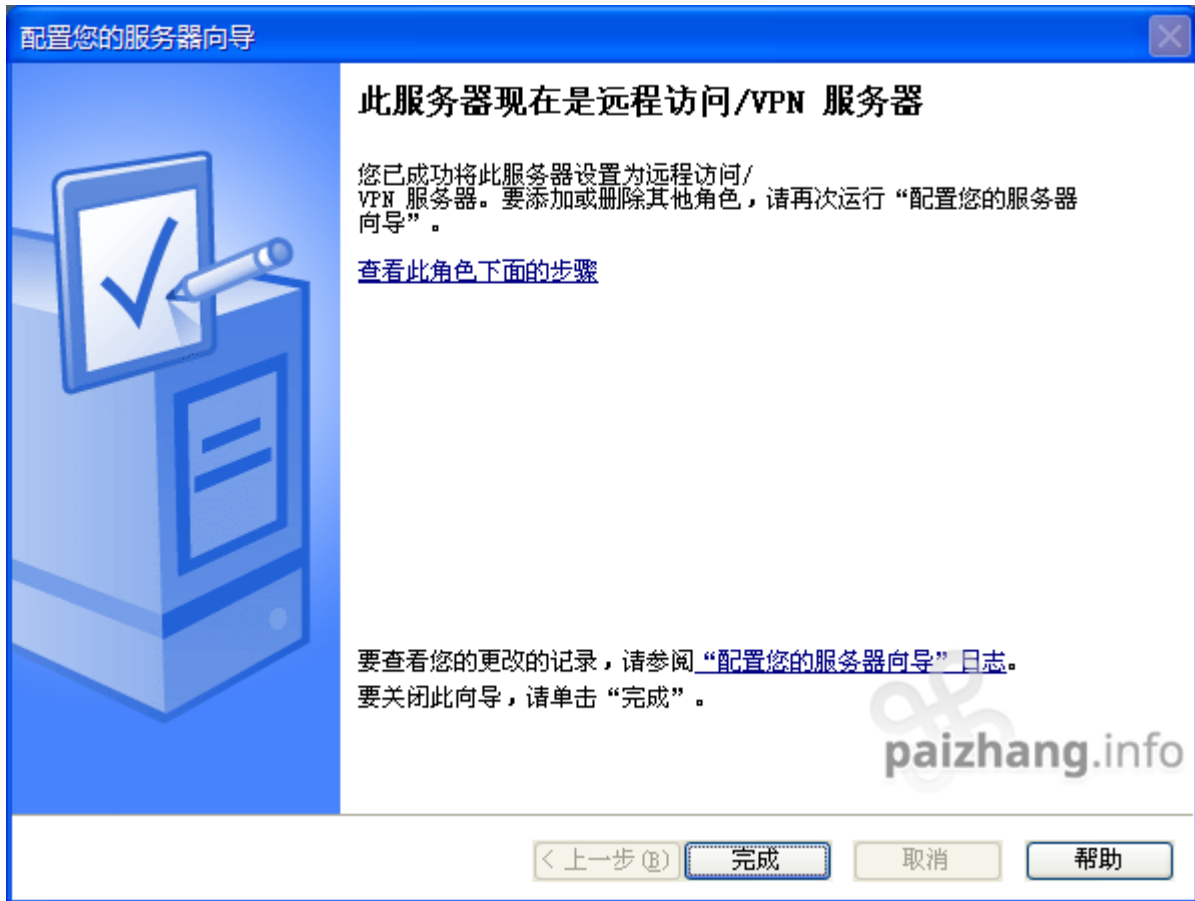 配置您的服务器向导
此服务器现在是远程访问/VPN 服务器
您已成功将此服务器设置为远程访问/
VPN 服务器。要添加或删除其他角色，请再次运行“配置您的服务器
向导”。
查看此角色下面的步骤
要查看您的更改的记录，请参阅“配置您的服务器向导”日志。
要关闭此向导，请单击“完成”。
paizhang.info
< 上一步(B) 完成 取消 帮助